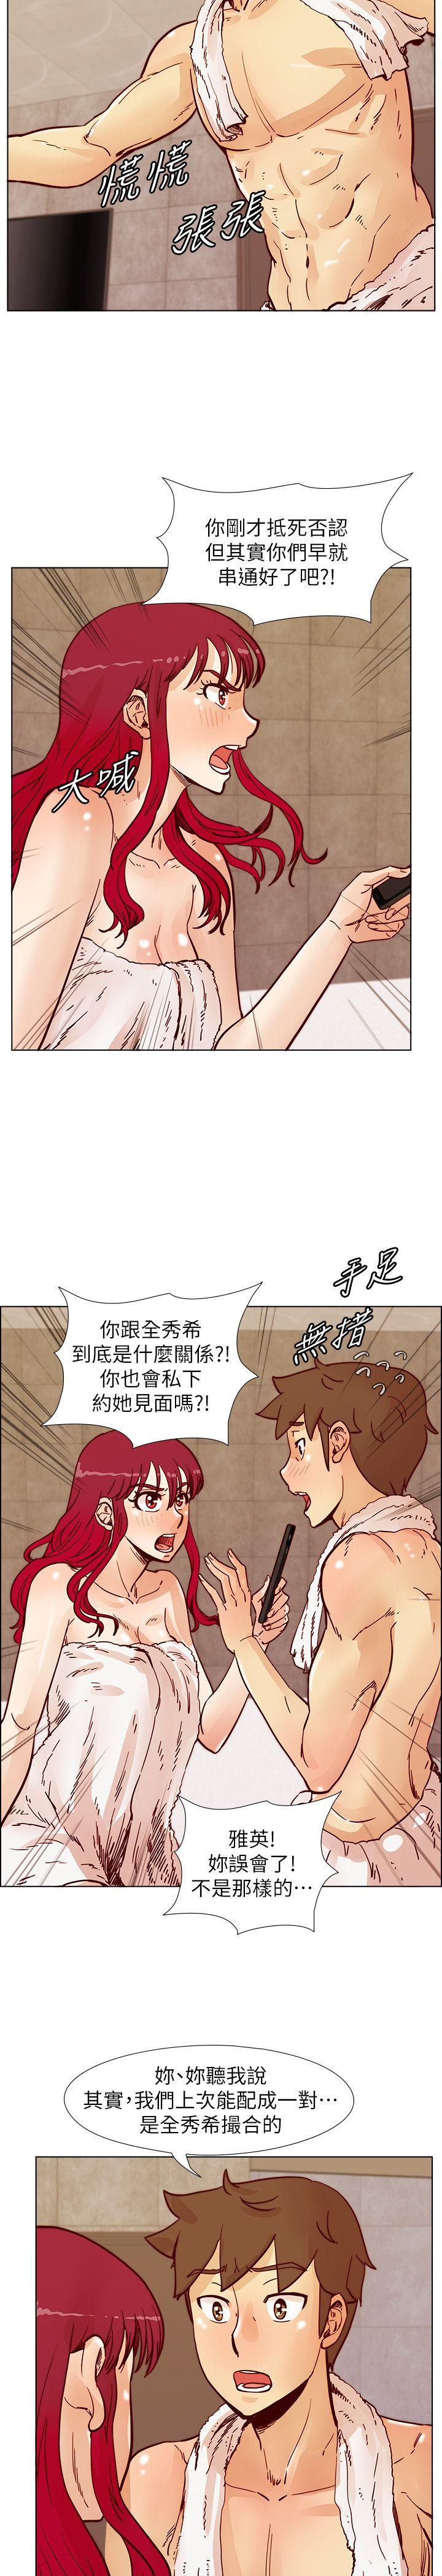 慌慌
張張
你剛才抵死否認
但其實你們早就
串通好了吧?!
大喊
手足
無措
你跟全秀希
到底是什麼關係?!
你也會私下
約她見面嗎?!
雅英!
妳誤會了!
不是那樣的…
妳、妳聽我說
其實，我們上次能配成一對…
是全秀希撮合的